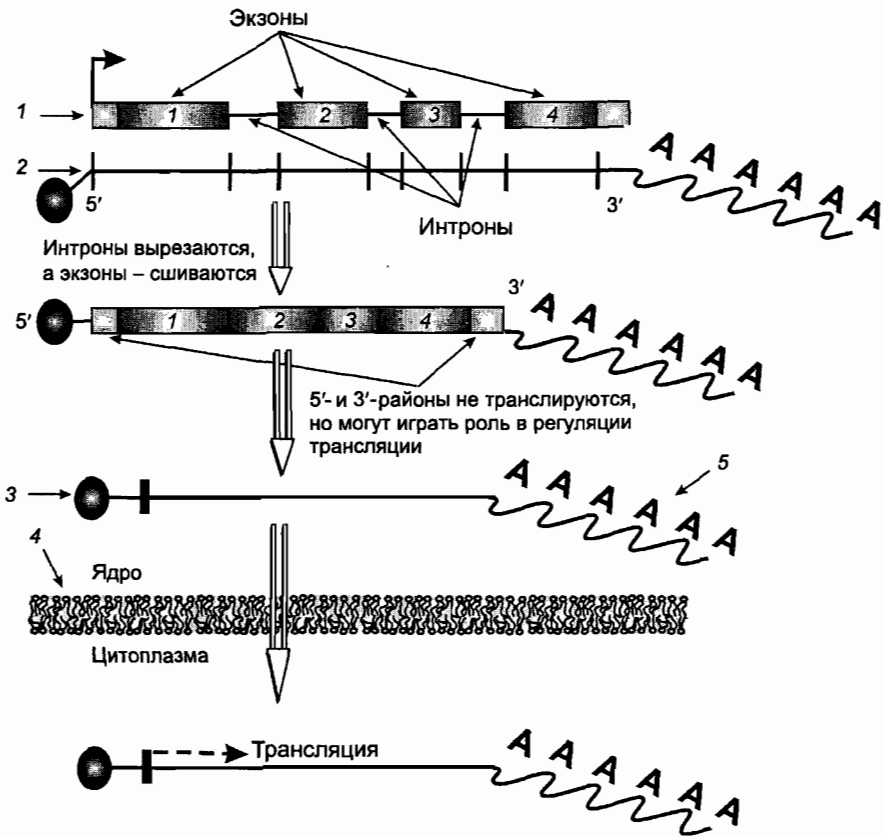 Экзоны
1
1 2 3 4
2
5′ 3′
A A A A A A
Интроны
Интроны вырезаются,
а экзоны – сшиваются
5′ 1 2 3 4 3′
A A A A A A
5′- и 3′-районы не транслируются,
но могут играть роль в регуляции
трансляции
3
A A A A A A
5
4
Ядро
Цитоплазма
Трансляция
A A A A A A